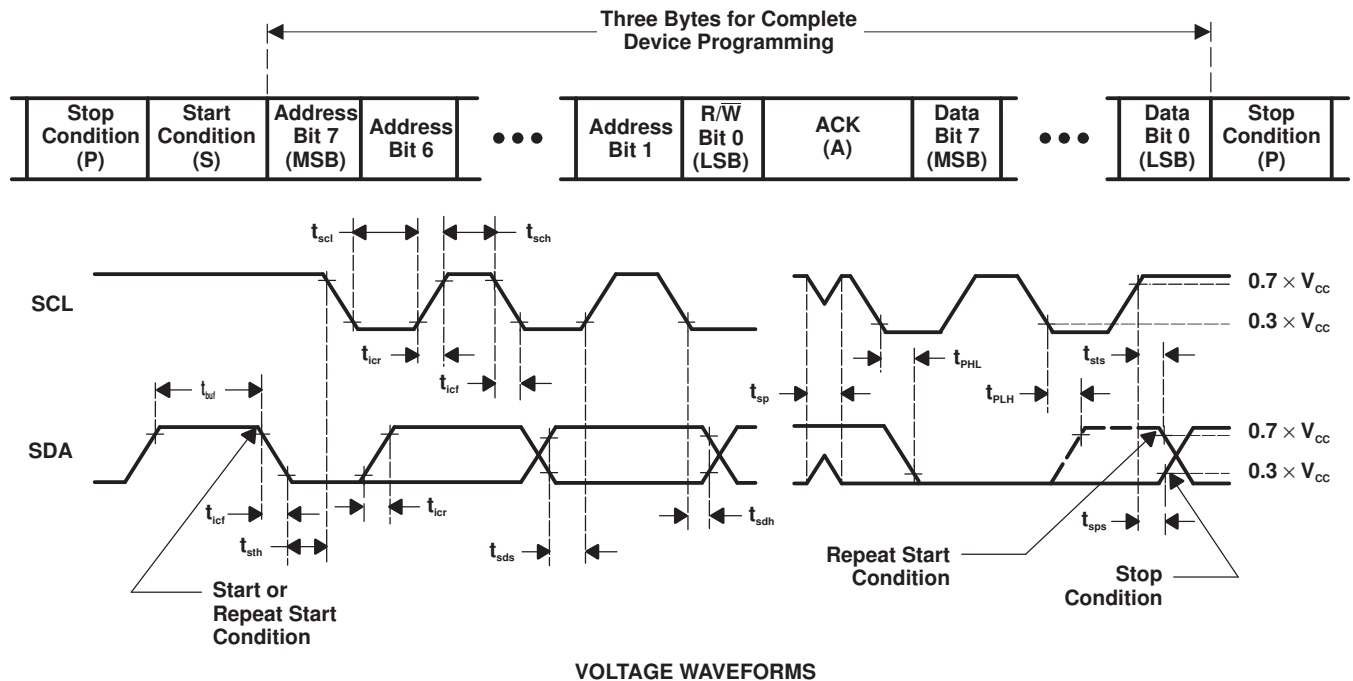 Three Bytes for Complete
Device Programming
Stop
Condition
(P)
Start
Condition
(S)
Address
Bit 7
(MSB)
Address
Bit 6
•••
Address
Bit 1
R/W̅
Bit 0
(LSB)
ACK
(A)
Data
Bit 7
(MSB)
•••
Data
Bit 0
(LSB)
Stop
Condition
(P)
tscl
tsch
SCL
0.7 × VCC
0.3 × VCC
ticr
ticf
tPHL
tsts
tbuf
tsp
tPLH
SDA
0.7 × VCC
0.3 × VCC
ticf
ticr
tsdh
tsps
tsth
tsds
Start or
Repeat Start
Condition
Repeat Start
Condition
Stop
Condition
VOLTAGE WAVEFORMS